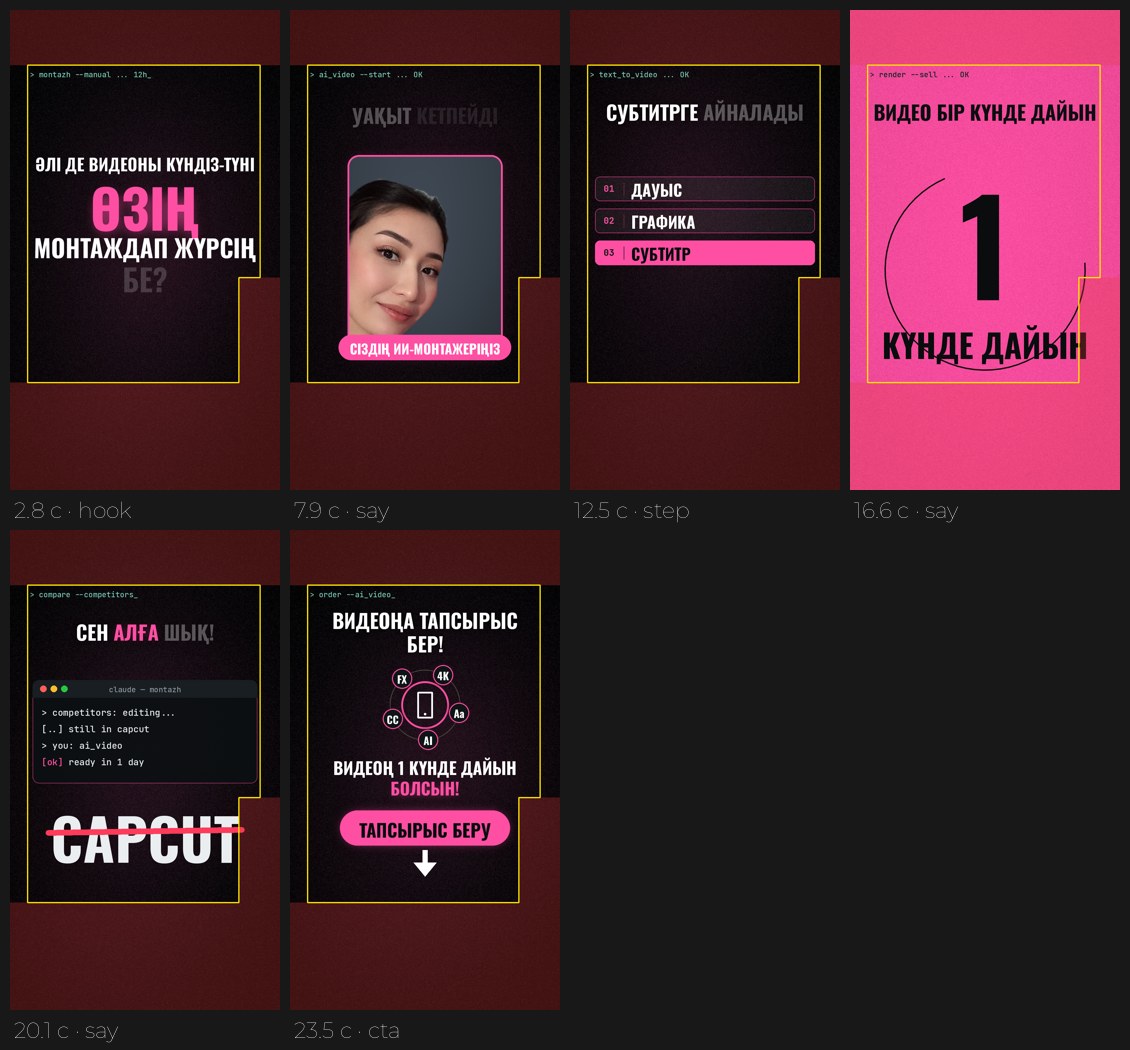 > montazh --manual ... 12h_
ӘЛІ ДЕ ВИДЕОНЫ КҮНДІЗ-ТҮНІ
ӨЗІҢ
МОНТАЖДАП ЖҮРСІҢ
БЕ?
2.8 с · hook
> ai_video --start ... OK
УАҚЫТ КЕТПЕЙДІ
СІЗДІҢ ИИ-МОНТАЖЕРІҢІЗ
7.9 с · say
> text_to_video ... OK
СУБТИТРГЕ АЙНАЛАДЫ
01 ДАУЫС
02 ГРАФИКА
03 СУБТИТР
12.5 с · step
> render --sell ... OK
ВИДЕО БІР КҮНДЕ ДАЙЫН
1
КҮНДЕ ДАЙЫН
16.6 с · say
> compare --competitors_
СЕН АЛҒА ШЫҚ!
claude — montazh
> competitors: editing...
[..] still in capcut
> you: ai_video
[ok] ready in 1 day
CAPCUT
20.1 с · say
> order --ai_video_
ВИДЕОҢА ТАПСЫРЫС
БЕР!
FX
4K
CC
Aa
AI
ВИДЕОҢ 1 КҮНДЕ ДАЙЫН
БОЛСЫН!
ТАПСЫРЫС БЕРУ
23.5 с · cta